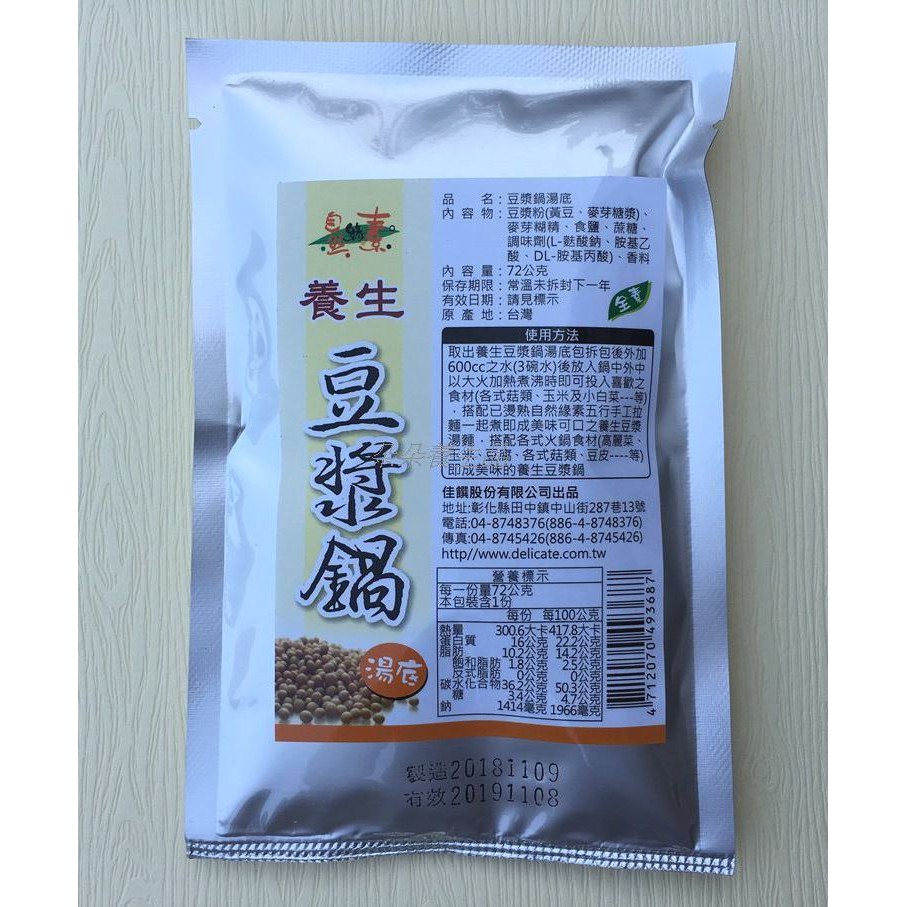 自然緣素
養生
豆漿鍋
湯底
品　　名：豆漿鍋湯底
內 容 物：豆漿粉(黃豆、麥芽糖漿)、
麥芽糊精、食鹽、蔗糖、
調味劑(L-麩酸鈉、胺基乙
酸、DL-胺基丙酸)、香料
內 容 量：72公克
保存期限：常溫未拆封下一年
有效日期：請見標示
原 產 地：台灣
全素
使用方法
取出養生豆漿鍋湯底包拆包後外加
600cc之水(3碗水)後放入鍋中外中
以大火加熱煮沸時即可投入喜歡之
食材(各式菇類、玉米及小白菜---等)
，搭配已燙熟自然緣素五行手工拉
麵一起煮即成美味可口之養生豆漿
湯麵，搭配各式火鍋食材(高麗菜、
玉米、豆腐、各式菇類、豆皮----等)
即成美味的養生豆漿鍋
佳饌股份有限公司出品
地址:彰化縣田中鎮中山街287巷13號
電話:04-8748376(886-4-8748376)
傳真:04-8745426(886-4-8745426)
http//www.delicate.com.tw
營養標示
每一份量72公克
本包裝含1份
每份 每100公克
熱量 300.6大卡 417.8大卡
蛋白質 16公克 22.2公克
脂肪 10.2公克 14.2公克
飽和脂肪 1.8公克 2.5公克
反式脂肪 0公克 0公克
碳水化合物 36.2公克 50.3公克
糖 3.4公克 4.7公克
鈉 1414毫克 1966毫克
4712070493687
製造20181109
有效20191108